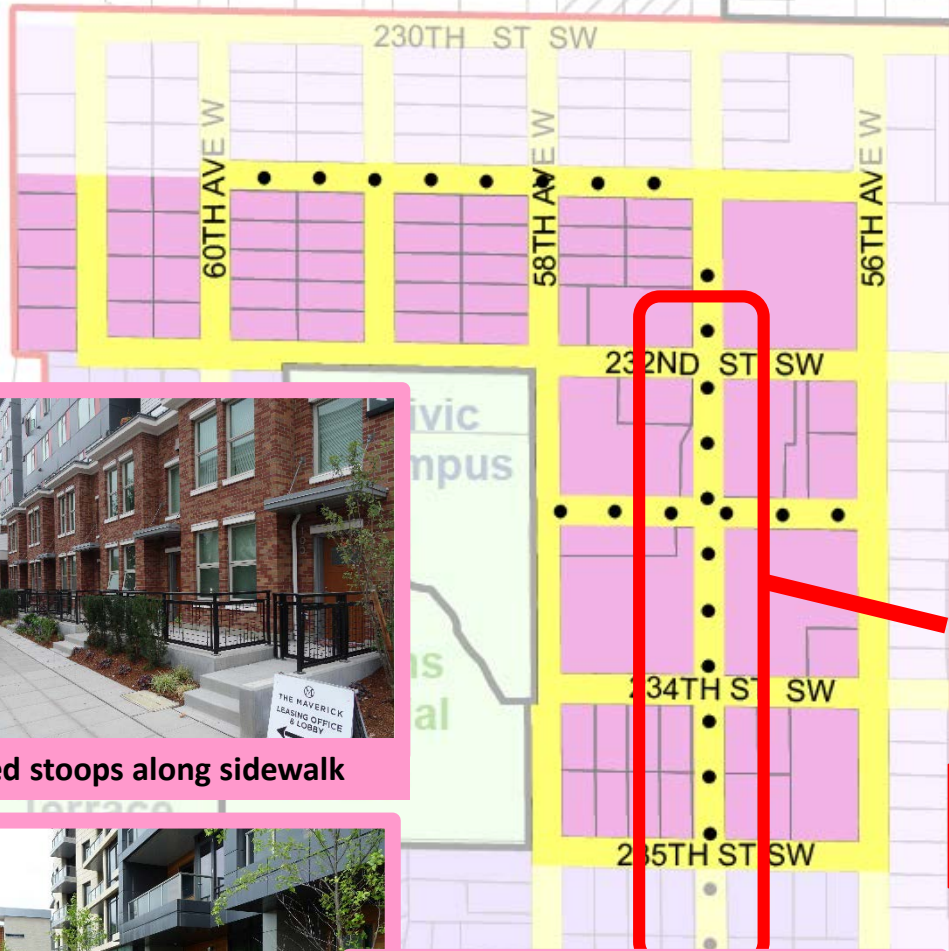 230TH ST SW
60TH AVE W
58TH AVE W
56TH AVE W
232ND ST SW
ivic
mpus
ns
al
234TH ST SW
THE MAVERICK
LEASING OFFICE
& LOBBY
ed stoops along sidewalk
Terrace
235TH ST SW